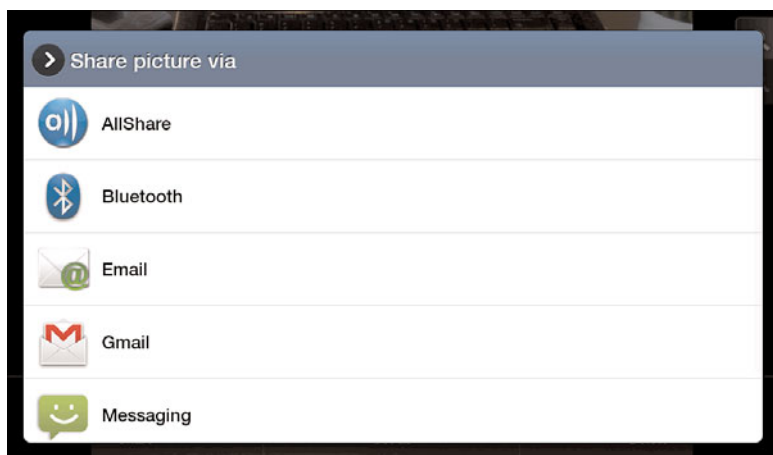 Share picture via
AllShare
Bluetooth
Email
Gmail
Messaging